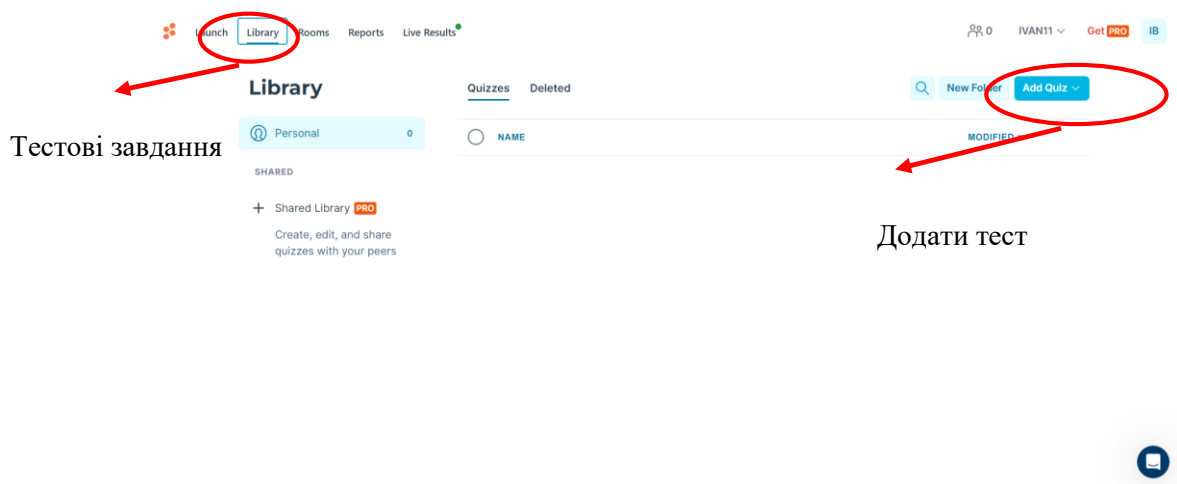 Launch Library Rooms Reports Live Results 0 IVAN11 Get PRO IB
Library
Quizzes Deleted New Folder Add Quiz
Тестові завдання
Personal 0
NAME MODIFIED
SHARED
Shared Library PRO
Create, edit, and share
quizzes with your peers
Додати тест